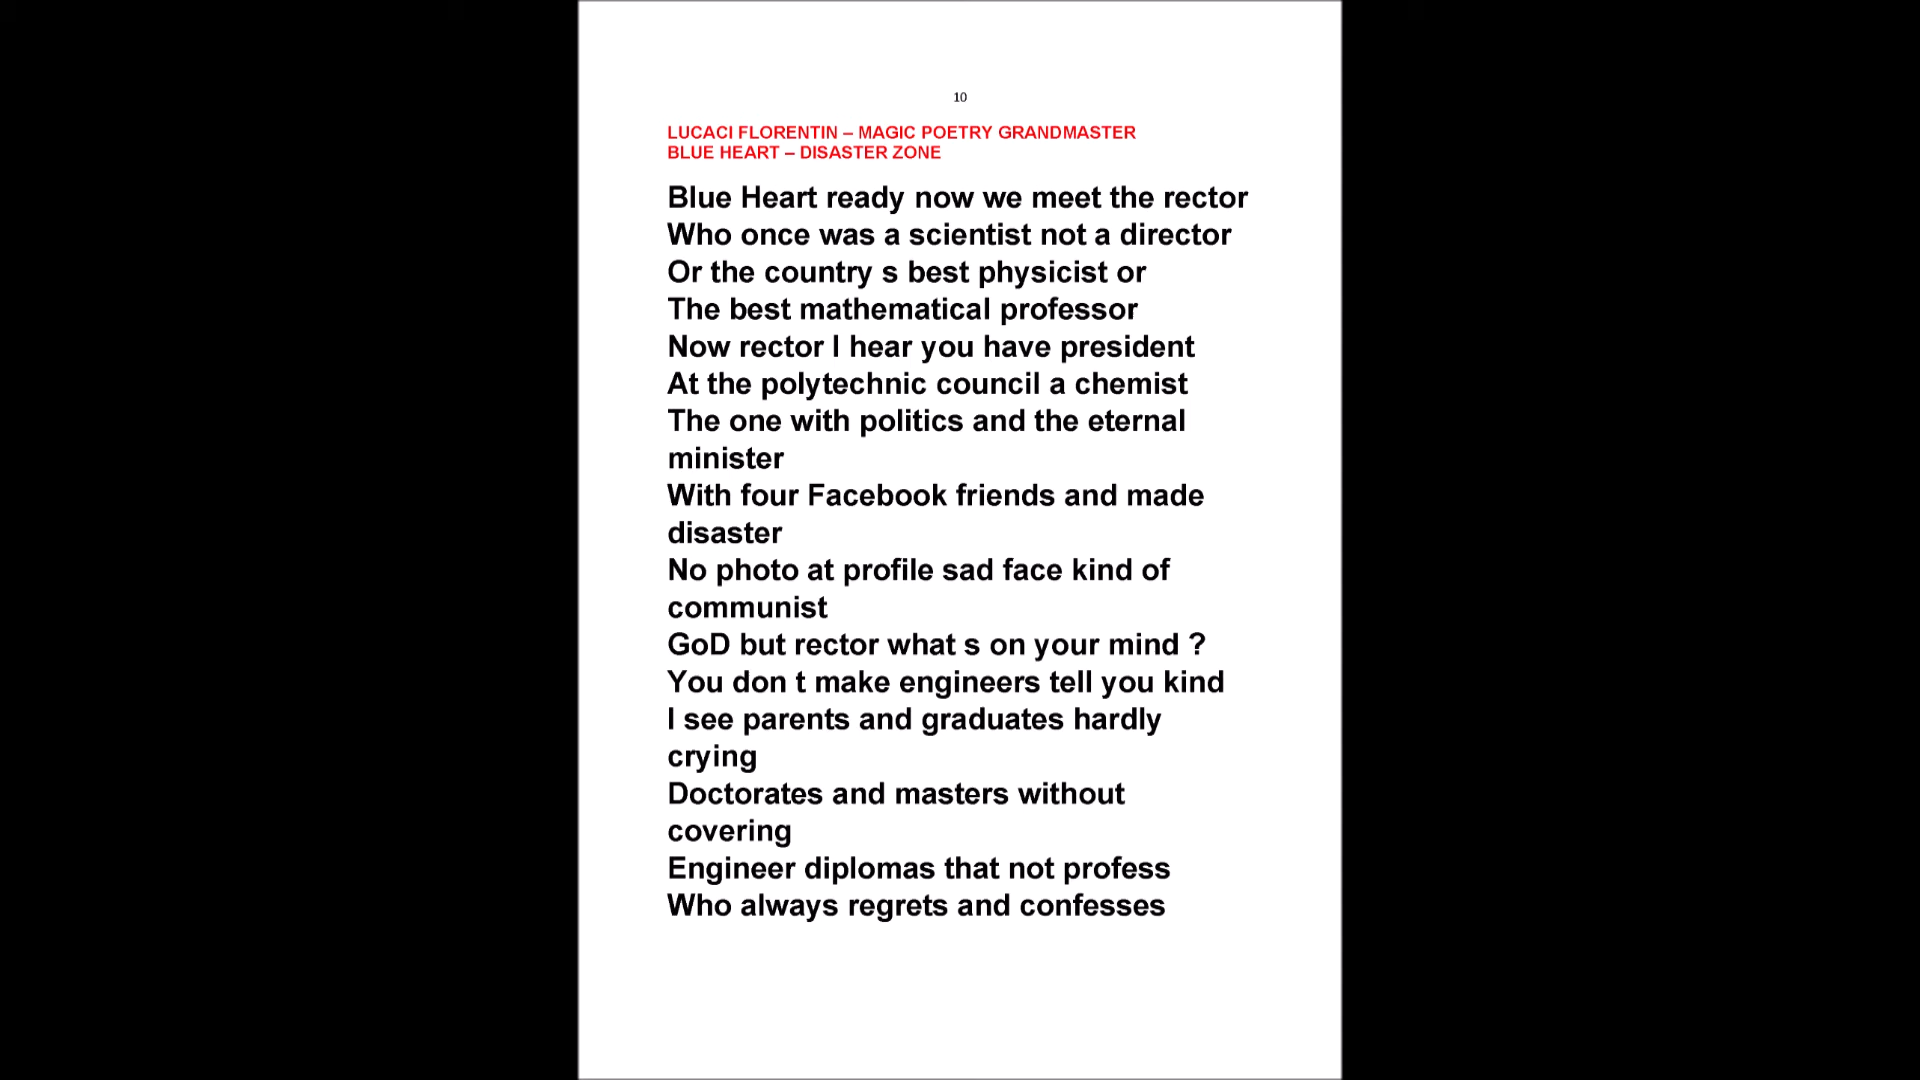 10
LUCACI FLORENTIN – MAGIC POETRY GRANDMASTER
BLUE HEART – DISASTER ZONE
Blue Heart ready now we meet the rector
Who once was a scientist not a director
Or the country s best physicist or
The best mathematical professor
Now rector I hear you have president
At the polytechnic council a chemist
The one with politics and the eternal
minister
With four Facebook friends and made
disaster
No photo at profile sad face kind of
communist
GoD but rector what s on your mind ?
You don t make engineers tell you kind
I see parents and graduates hardly
crying
Doctorates and masters without
covering
Engineer diplomas that not profess
Who always regrets and confesses